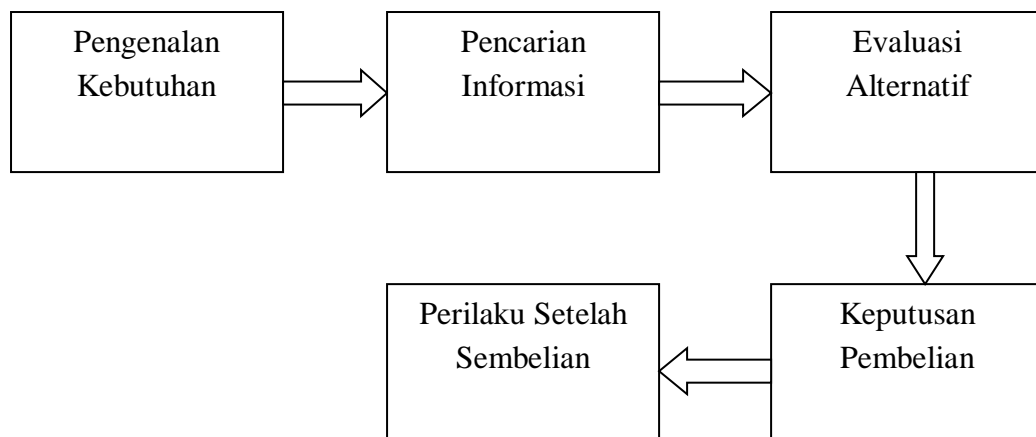 Pengenalan
Kebutuhan
Pencarian
Informasi
Evaluasi
Alternatif
Keputusan
Pembelian
Perilaku Setelah
Sembelian